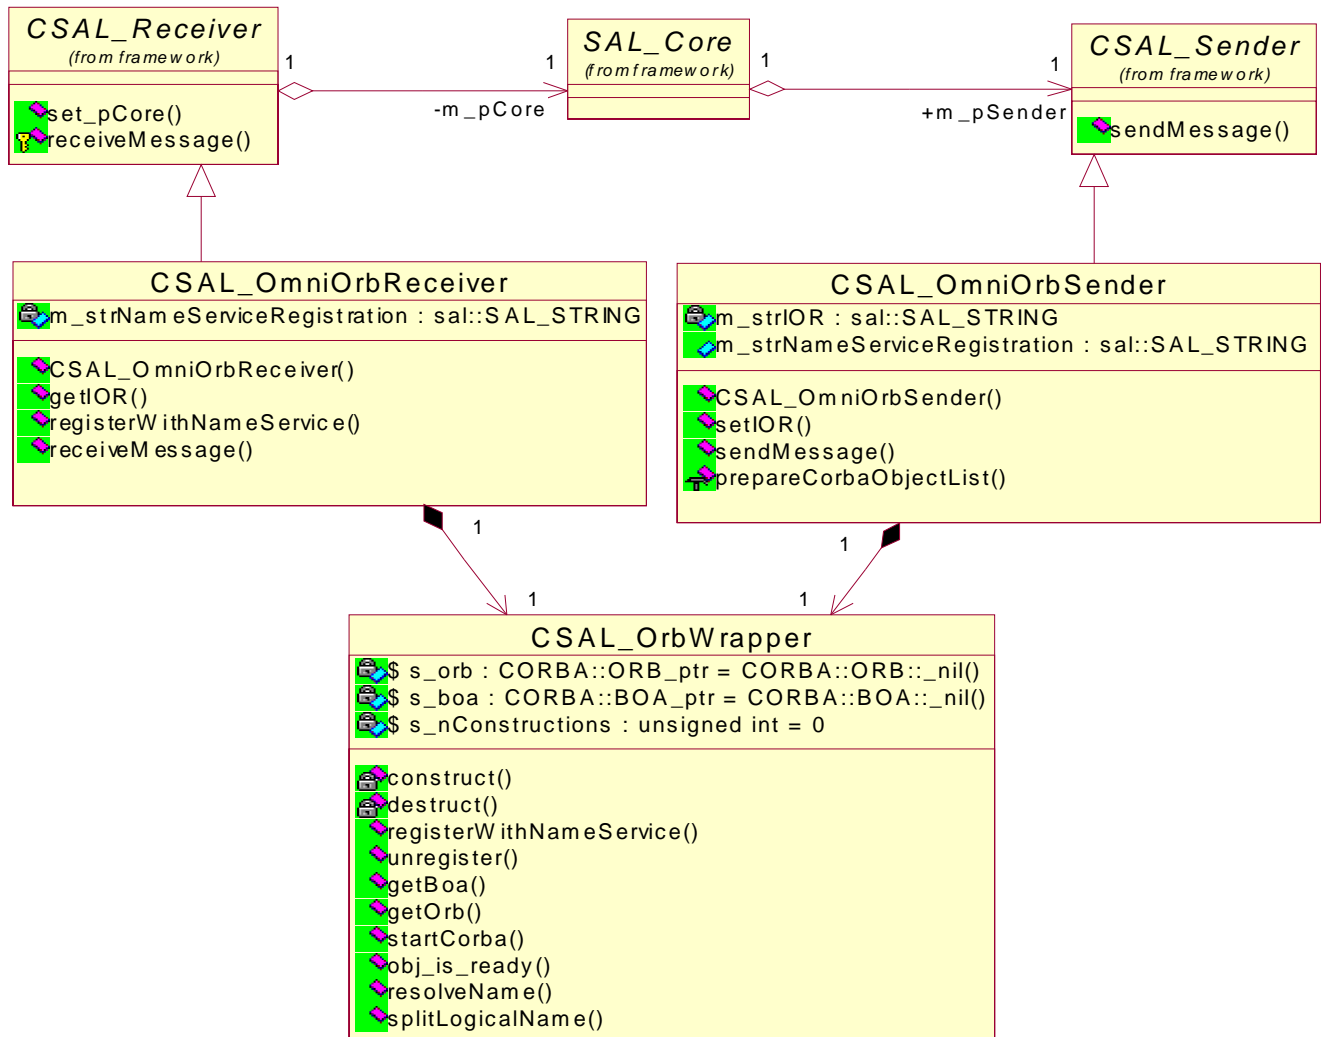 CSAL_Receiver
(from framework)
set_pCore()
receiveMessage()
1
1
-m_pCore
SAL_Core
(from framework)
1
1
+m_pSender
CSAL_Sender
(from framework)
sendMessage()
CSAL_OmniOrbReceiver
m_strNameServiceRegistration : sal::SAL_STRING
CSAL_OmniOrbReceiver()
getIOR()
registerWithNameService()
receiveMessage()
CSAL_OmniOrbSender
m_strIOR : sal::SAL_STRING
m_strNameServiceRegistration : sal::SAL_STRING
CSAL_OmniOrbSender()
setIOR()
sendMessage()
prepareCorbaObjectList()
1
1
1
1
CSAL_OrbWrapper
$ s_orb : CORBA::ORB_ptr = CORBA::ORB::_nil()
$ s_boa : CORBA::BOA_ptr = CORBA::BOA::_nil()
$ s_nConstructions : unsigned int = 0
construct()
destruct()
registerWithNameService()
unregister()
getBoa()
getOrb()
startCorba()
obj_is_ready()
resolveName()
splitLogicalName()